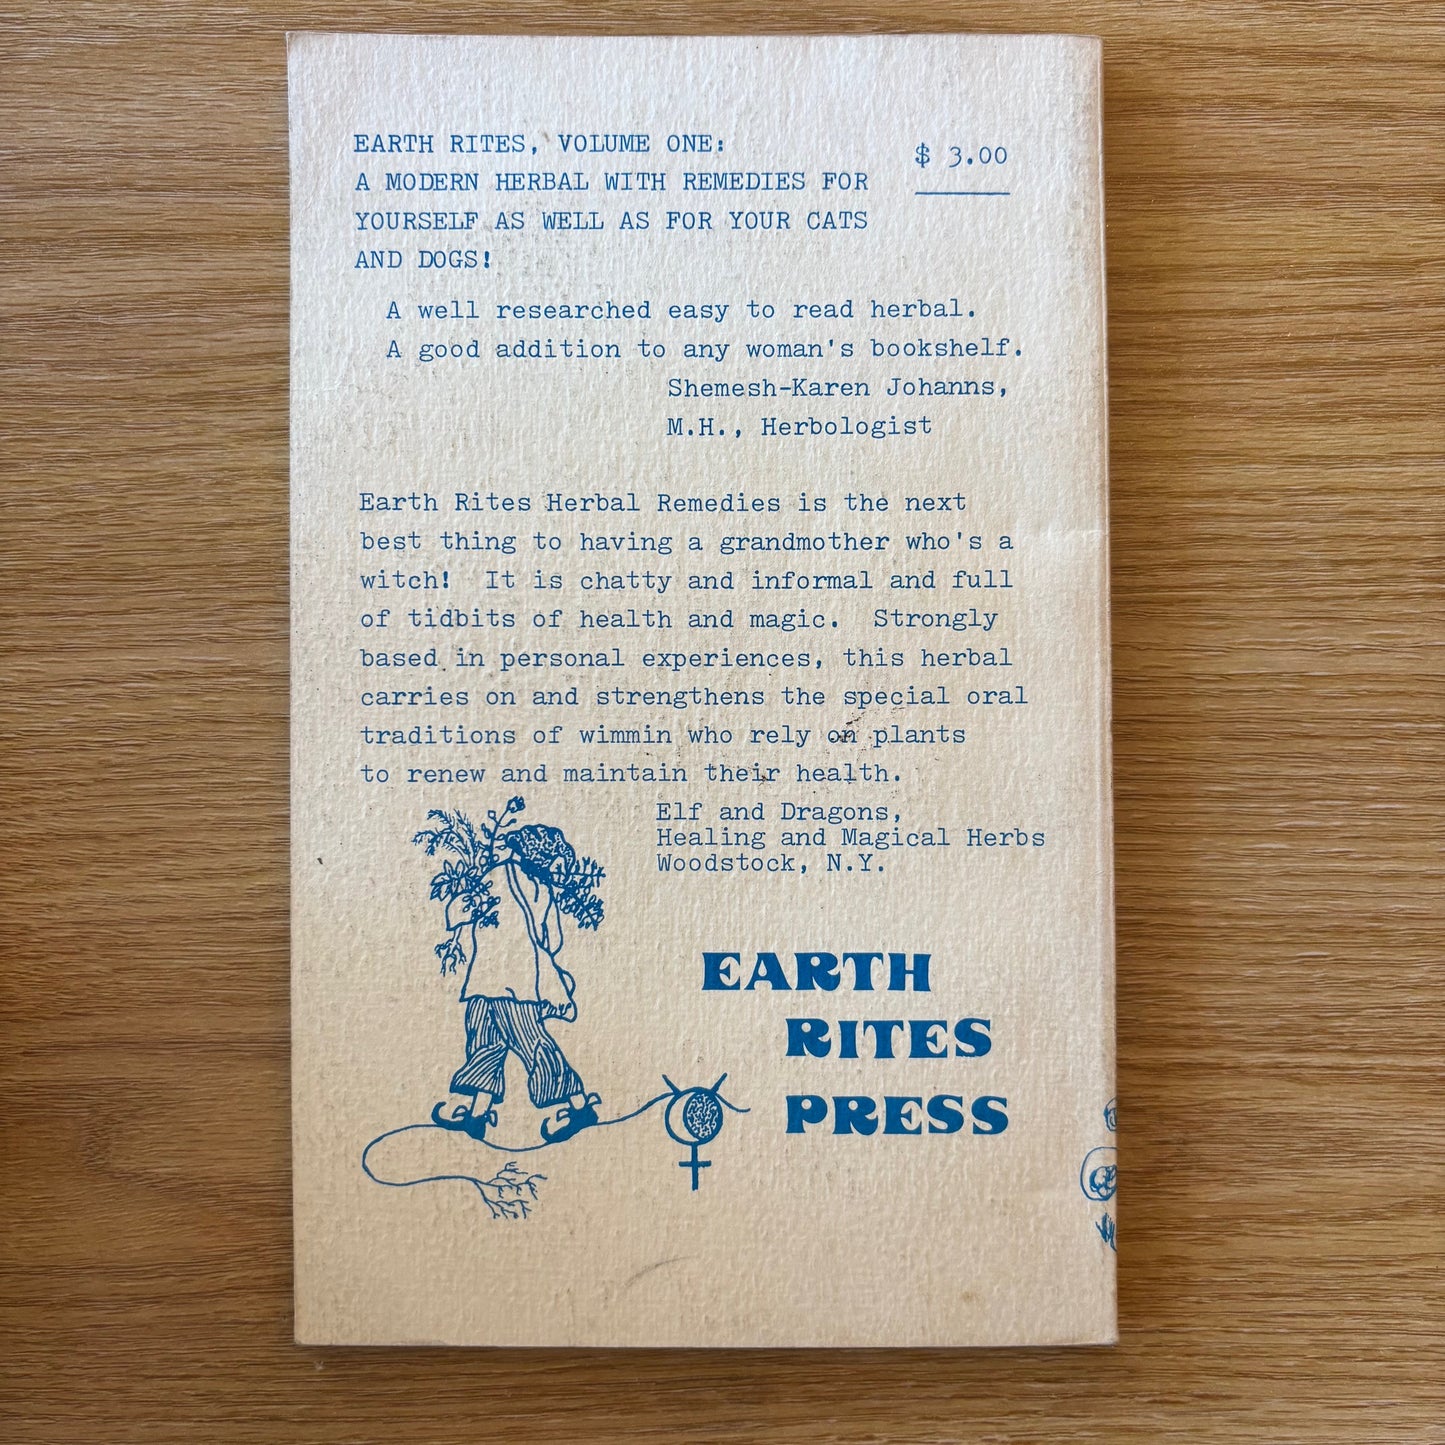 EARTH RITES, VOLUME ONE:
$ 3.00
A MODERN HERBAL WITH REMEDIES FOR
YOURSELF AS WELL AS FOR YOUR CATS
AND DOGS!
A well researched easy to read herbal.
A good addition to any woman's bookshelf.
Shemesh-Karen Johanns,
M.H., Herbologist
Earth Rites Herbal Remedies is the next
best thing to having a grandmother who's a
witch! It is chatty and informal and full
of tidbits of health and magic. Strongly
based in personal experiences, this herbal
carries on and strengthens the special oral
traditions of wimmin who rely on plants
to renew and maintain their health.
Elf and Dragons,
Healing and Magical Herbs
Woodstock, N.Y.
EARTH
RITES
PRESS